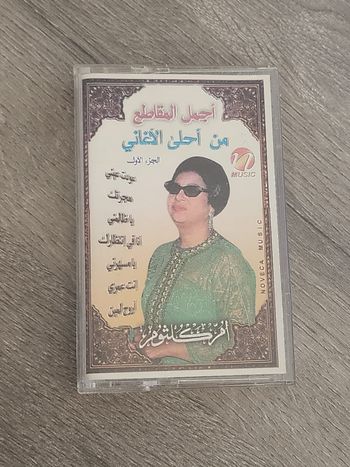 أجمل المقاطع
من أحلى الأغاني
الجزء الأول
MUSIC
عودت عيني
هجرتك
يا ظالمني
أنا في انتظارك
يا مسهرني
انت عمري
أروح لمين
NOVECA MUSIC
أم كلثوم